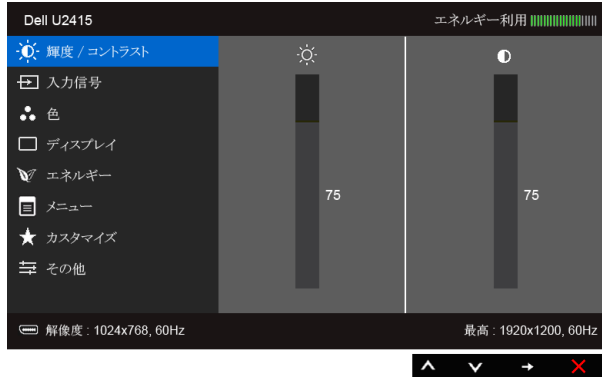 Dell U2415
エネルギー利用
輝度 / コントラスト
入力信号
色
ディスプレイ
エネルギー
メニュー
カスタマイズ
その他
75
75
解像度 : 1024x768, 60Hz
最高 : 1920x1200, 60Hz